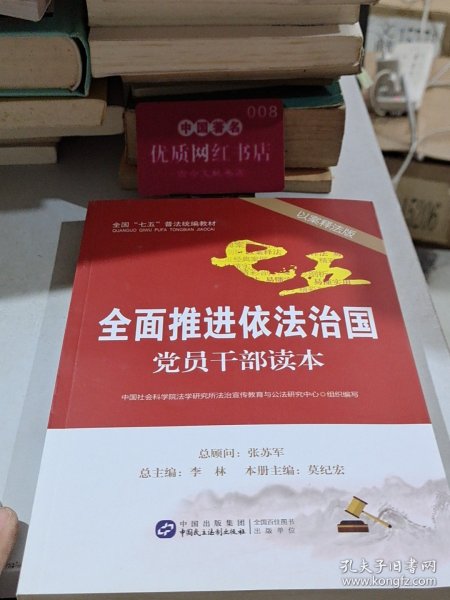 008
中国著名
优质网红书店
全国“七五”普法统编教材
QUANGUO QIWU PUFA TONGBIAN JIAOCAI
以案释法版
七五
全面推进依法治国
党员干部读本
中国社会科学院法学研究所法治宣传教育与公法研究中心◎组织编写
总顾问：张苏军
总主编：李 林 本册主编：莫纪宏
中国出版集团
中国民主法制出版社
全国百佳图书
出版单位
孔夫子旧书网
www.kongfz.com